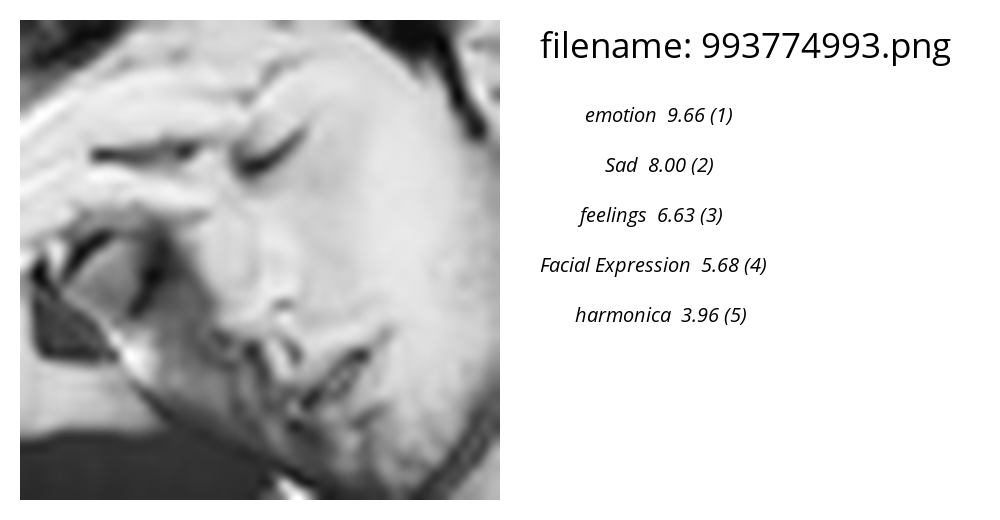 filename: 993774993.png
emotion 9.66 (1)
Sad 8.00 (2)
feelings 6.63 (3)
Facial Expression 5.68 (4)
harmonica 3.96 (5)